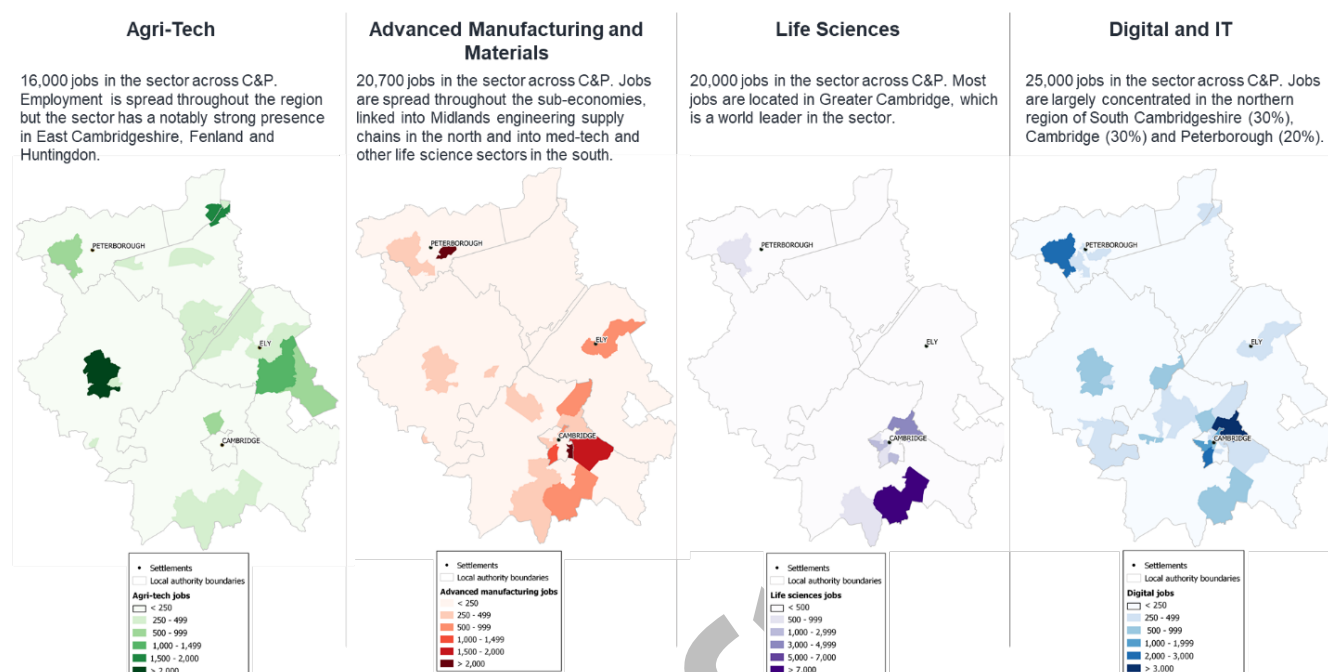 Agri-Tech
16,000 jobs in the sector across C&P.
Employment is spread throughout the region
but the sector has a notably strong presence
in East Cambridgeshire, Fenland and
Huntingdon.
PETERBOROUGH
ELY
CAMBRIDGE
Settlements
Local authority boundaries
Agri-tech jobs
< 250
250 - 499
500 - 999
1,000 - 1,499
1,500 - 2,000
> 2,000
Advanced Manufacturing and
Materials
20,700 jobs in the sector across C&P. Jobs
are spread throughout the sub-economies,
linked into Midlands engineering supply
chains in the north and into med-tech and
other life science sectors in the south.
PETERBOROUGH
ELY
CAMBRIDGE
Settlements
Local authority boundaries
Advanced manufacturing jobs
< 250
250 - 499
500 - 999
1,000 - 1,499
1,500 - 2,000
> 2,000
Life Sciences
20,000 jobs in the sector across C&P. Most
jobs are located in Greater Cambridge, which
is a world leader in the sector.
PETERBOROUGH
ELY
CAMBRIDGE
Settlements
Local authority boundaries
Life sciences jobs
< 500
500 - 999
1,000 - 2,999
3,000 - 4,999
5,000 - 7,000
> 7,000
Digital and IT
25,000 jobs in the sector across C&P. Jobs
are largely concentrated in the northern
region of South Cambridgeshire (30%),
Cambridge (30%) and Peterborough (20%).
PETERBOROUGH
ELY
CAMBRIDGE
Settlements
Local authority boundaries
Digital jobs
< 250
250 - 499
500 - 999
1,000 - 1,999
2,000 - 3,000
> 3,000